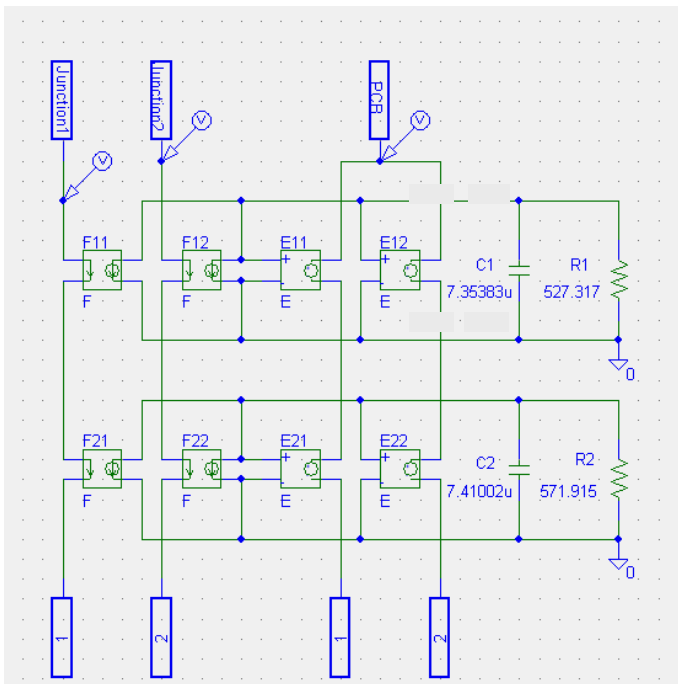 Junction1
Junction2
PCB
V
V
V
F11
F12
E11
E12
+
+
-
-
F
F
E
E
C1
7.35383u
R1
527.317
0
F21
F22
E21
E22
+
+
-
-
F
F
E
E
C2
7.41002u
R2
571.915
0
1
2
1
2